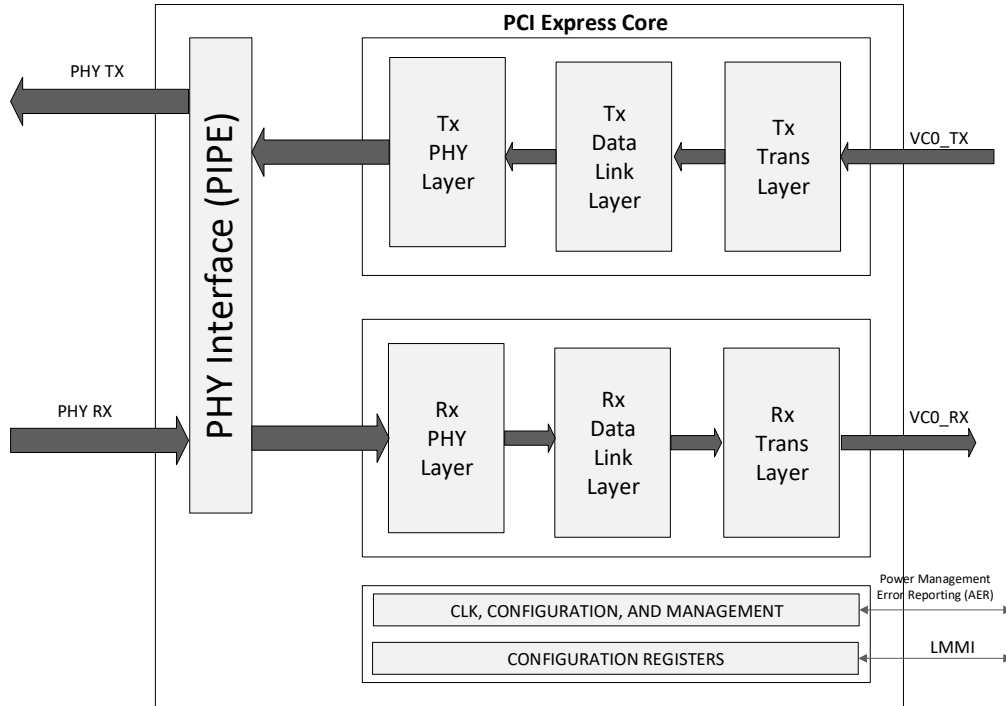 PCI Express Core
PHY TX
PHY Interface (PIPE)
Tx
PHY
Layer
Tx
Data
Link
Layer
Tx
Trans
Layer
VC0_TX
PHY RX
Rx
PHY
Layer
Rx
Data
Link
Layer
Rx
Trans
Layer
VC0_RX
Power Management
Error Reporting (AER)
CLK, CONFIGURATION, AND MANAGEMENT
CONFIGURATION REGISTERS
LMMI